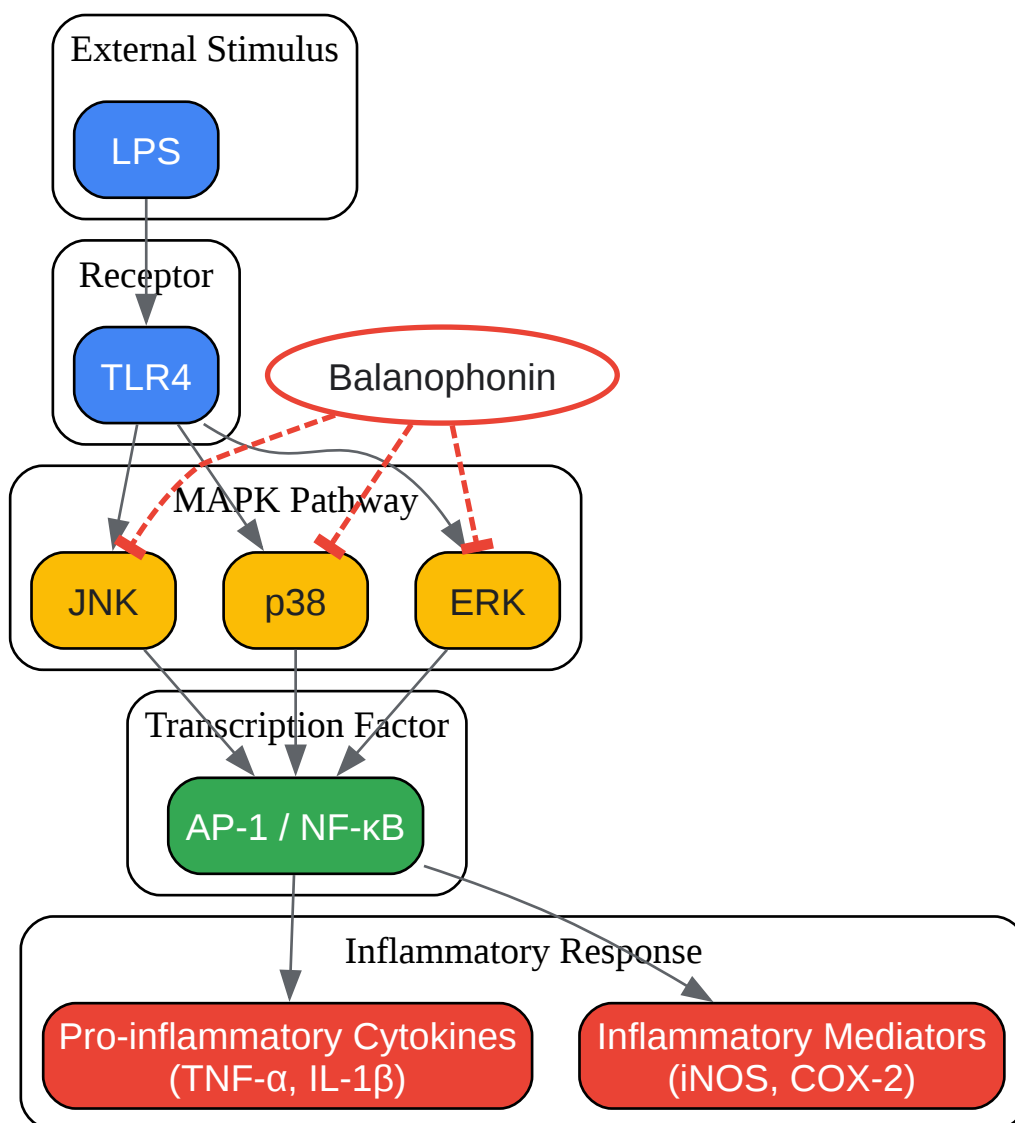 External Stimulus
LPS
Receptor
TLR4
Balanophonin
MAPK Pathway
JNK
p38
ERK
Transcription Factor
AP-1 / NF-κB
Inflammatory Response
Pro-inflammatory Cytokines
(TNF-α, IL-1β)
Inflammatory Mediators
(iNOS, COX-2)